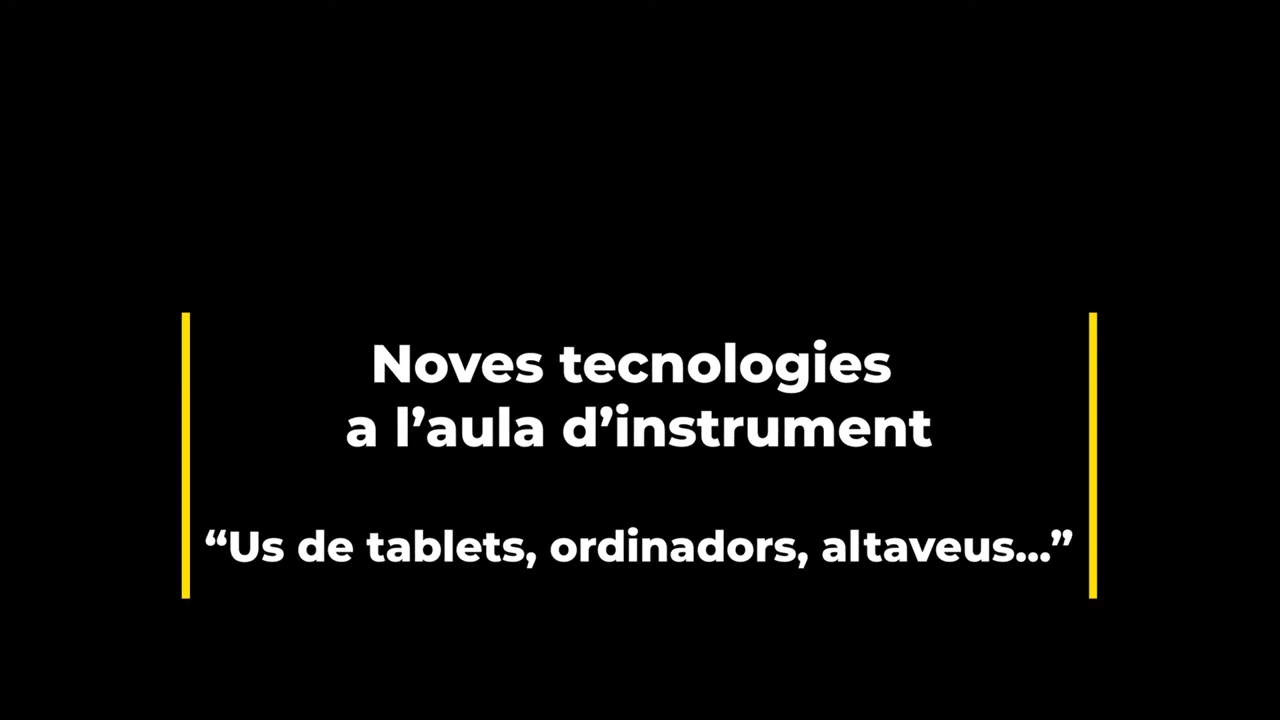 Noves tecnologies
a l’aula d’instrument
“Us de tablets, ordinadors, altaveus...”